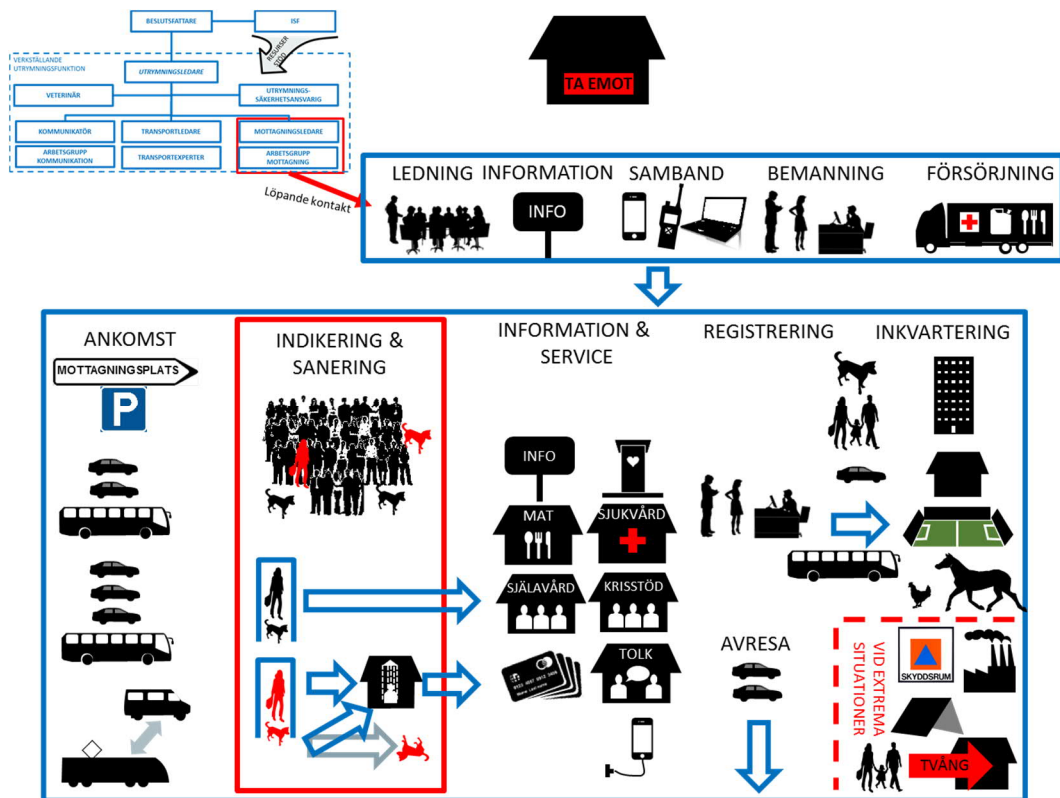 BESLUTSFATTARE
ISF
RESURSER
STÖD
VERKSTÄLLANDE
UTRYMNINGSFUNKTION
UTRYMNINGSLEDARE
VETERINÄR
UTRYMNINGS-
SÄKERHETSANSVARIG
KOMMUNIKATÖR
TRANSPORTLEDARE
MOTTAGNINGSLEDARE
ARBETSGRUPP
KOMMUNIKATION
TRANSPORTEXPERTER
ARBETSGRUPP
MOTTAGNING
Löpande kontakt
TA EMOT
LEDNING
INFORMATION
SAMBAND
BEMANNING
FÖRSÖRJNING
INFO
ANKOMST
MOTTAGNINGSPLATS
P
INDIKERING &
SANERING
INFORMATION &
SERVICE
INFO
MAT
SJUKVÅRD
SJÄLAVÅRD
KRISSTÖD
TOLK
REGISTRERING
AVRESA
INKVARTERING
VID EXTREMA
SITUATIONER
SKYDDSRUM
TVÅNG